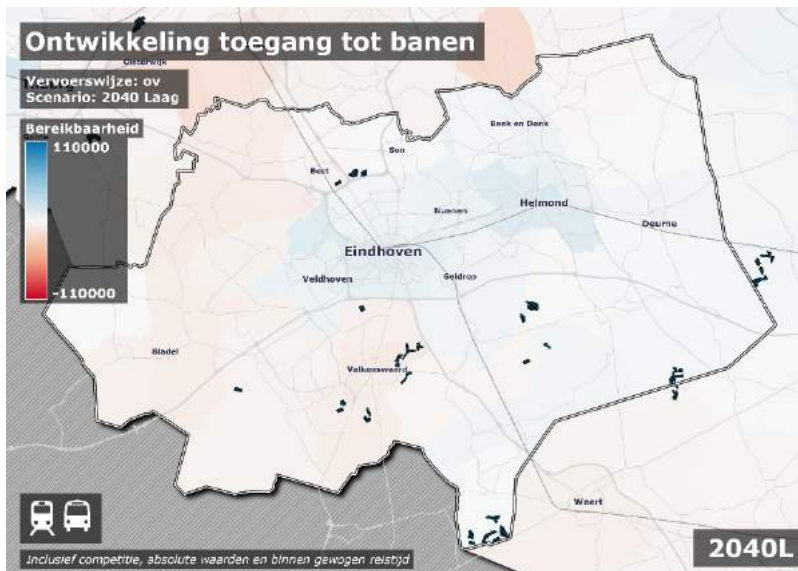 Ontwikkeling toegang tot banen
Oisterwijk
Vervoerswijze: ov
Scenario: 2040 Laag
Bereikbaarheid
110000
-110000
Beek en Donk
Son
Best
Nuenen
Helmond
Deurne
Eindhoven
Veldhoven
Geldrop
Bladel
Valkenswaard
Weert
2040L
Inclusief competitie, absolute waarden en binnen gewogen reistijd